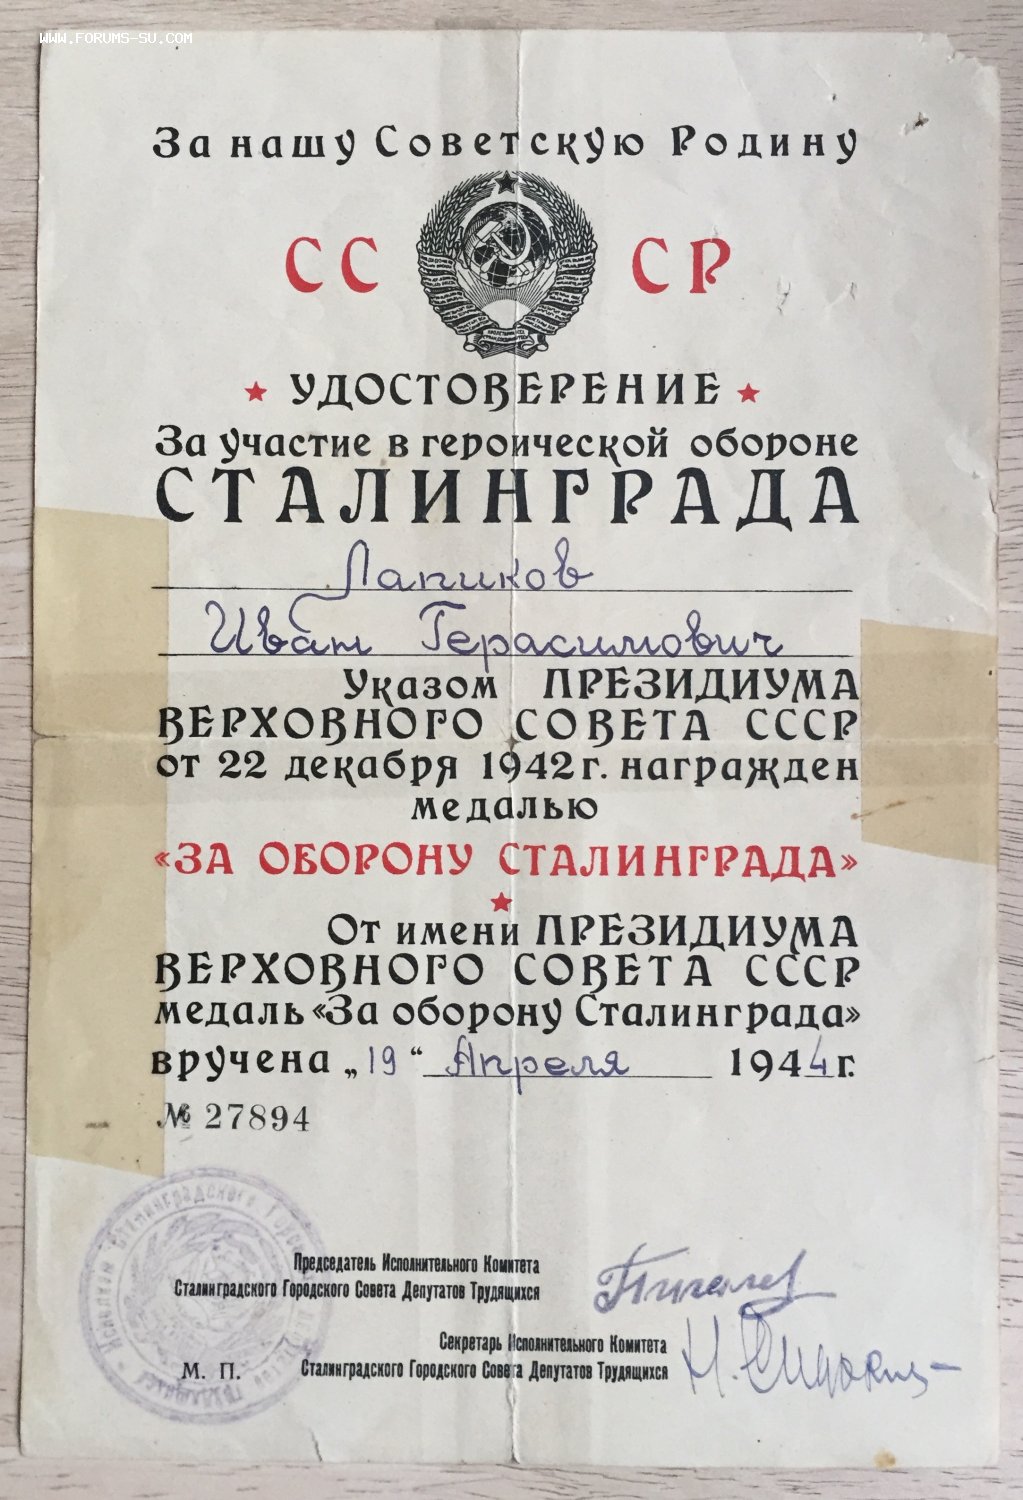 WWW.FORUMS-SU.COM
За нашу Советскую Родину
СС СР
★ УДОСТОВЕРЕНИЕ ★
За участие в героической обороне
СТАЛИНГРАДА
Лапиков
Иван Герасимович
Указом ПРЕЗИДИУМА
ВЕРХОВНОГО СОВЕТА СССР
от 22 декабря 1942 г. награжден
медалью
«ЗА ОБОРОНУ СТАЛИНГРАДА»
★
От имени ПРЕЗИДИУМА
ВЕРХОВНОГО СОВЕТА СССР
медаль «За оборону Сталинграда»
вручена „19“ Апреля 1944 г.
№ 27894
Председатель Исполнительного Комитета
Сталинградского Городского Совета Депутатов Трудящихся
Секретарь Исполнительного Комитета
Сталинградского Городского Совета Депутатов Трудящихся
М. П.